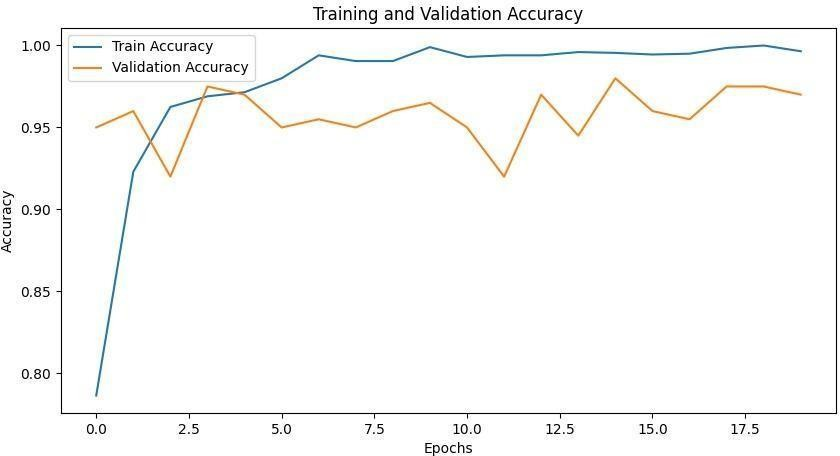 Training and Validation Accuracy
Train Accuracy
Validation Accuracy
1.00
0.95
0.90
0.85
0.80
Accuracy
0.0 2.5 5.0 7.5 10.0 12.5 15.0 17.5
Epochs